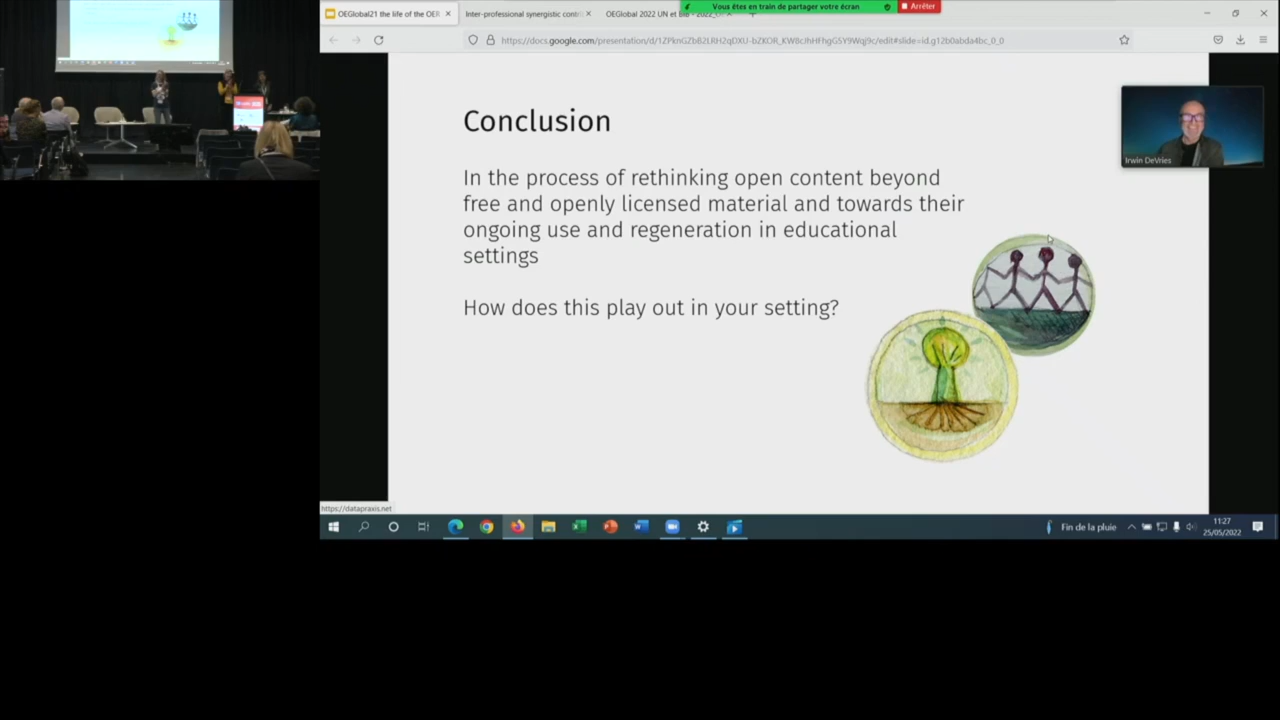 OEGlobal21 the life of the OER
Inter-professional synergistic contri
OEGlobal 2022 UN et
Vous êtes en train de partager votre écran
Arrêter
Conclusion
In the process of rethinking open content beyond
free and openly licensed material and towards their
ongoing use and regeneration in educational
settings
How does this play out in your setting?
Irwin DeVries
https://datapraxis.net
Fin de la pluie
11:27
25/05/2022